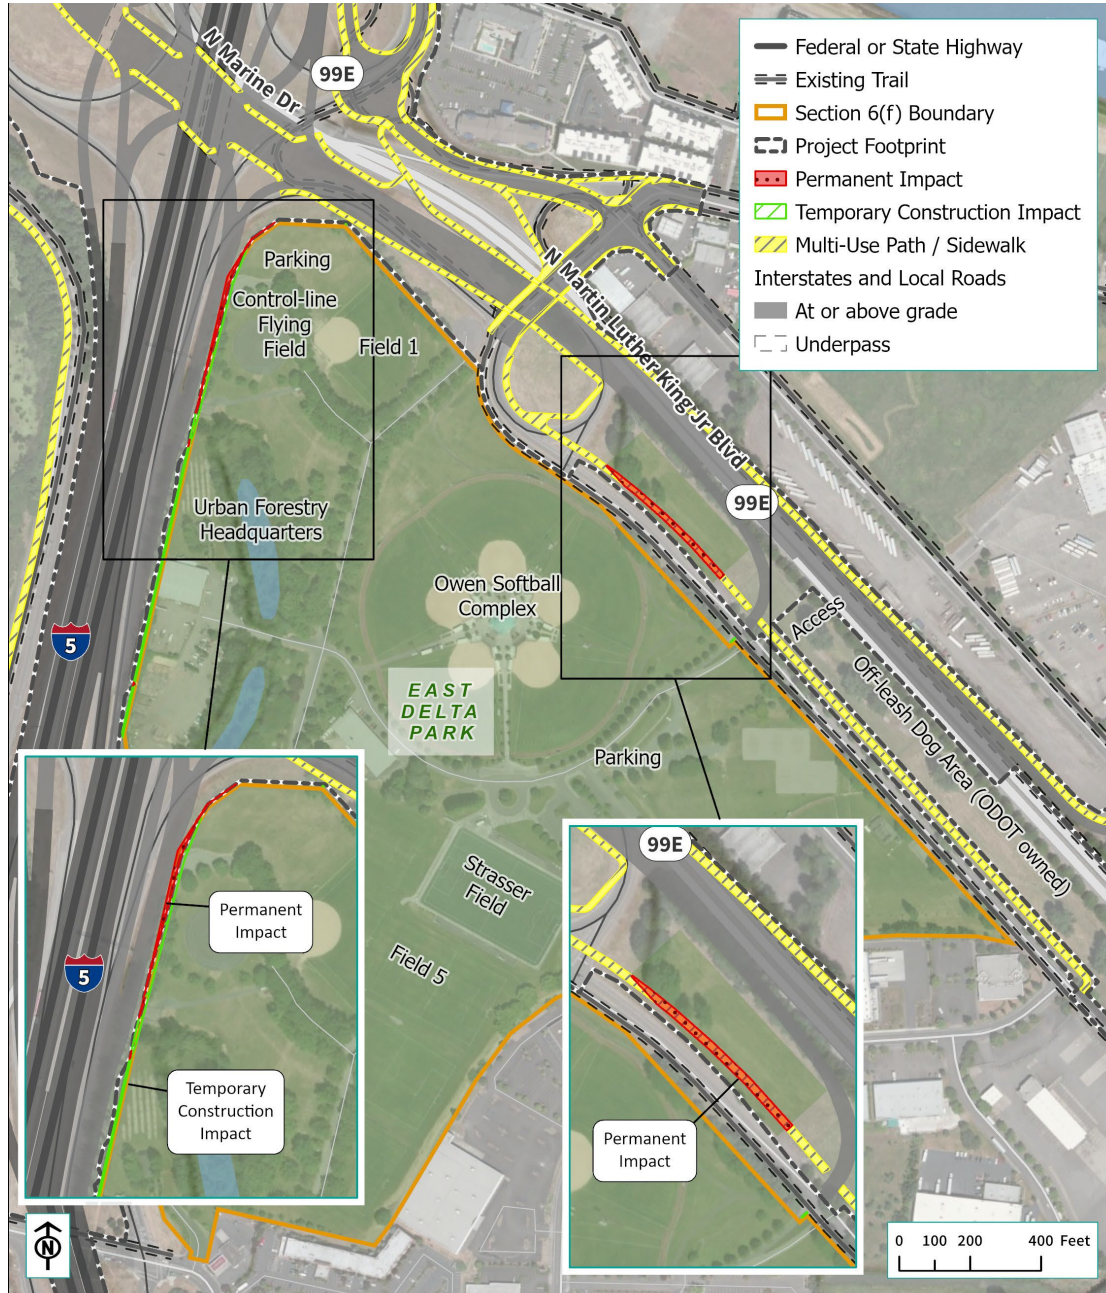 N Marine Dr
99E
Federal or State Highway
Existing Trail
Section 6(f) Boundary
Project Footprint
Permanent Impact
Temporary Construction Impact
Multi-Use Path / Sidewalk
Interstates and Local Roads
At or above grade
Underpass
Parking
Control-line
Flying
Field
Field 1
N Martin Luther King Jr Blvd
99E
Urban Forestry
Headquarters
Owen Softball
Complex
5
Access
EAST
DELTA
PARK
Off-leash Dog Area (ODOT owned)
Parking
Strasser
Field
Field 5
Permanent
Impact
5
Temporary
Construction
Impact
99E
Permanent
Impact
N
0 100 200 400 Feet